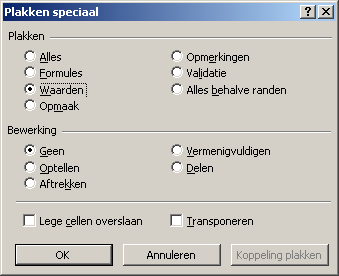 Plakken speciaal
Plakken
Alles
Opmerkingen
Formules
Validatie
Waarden
Alles behalve randen
Opmaak
Bewerking
Geen
Vermenigvuldigen
Optellen
Delen
Aftrekken
Lege cellen overslaan
Transponeren
OK
Annuleren
Koppeling plakken